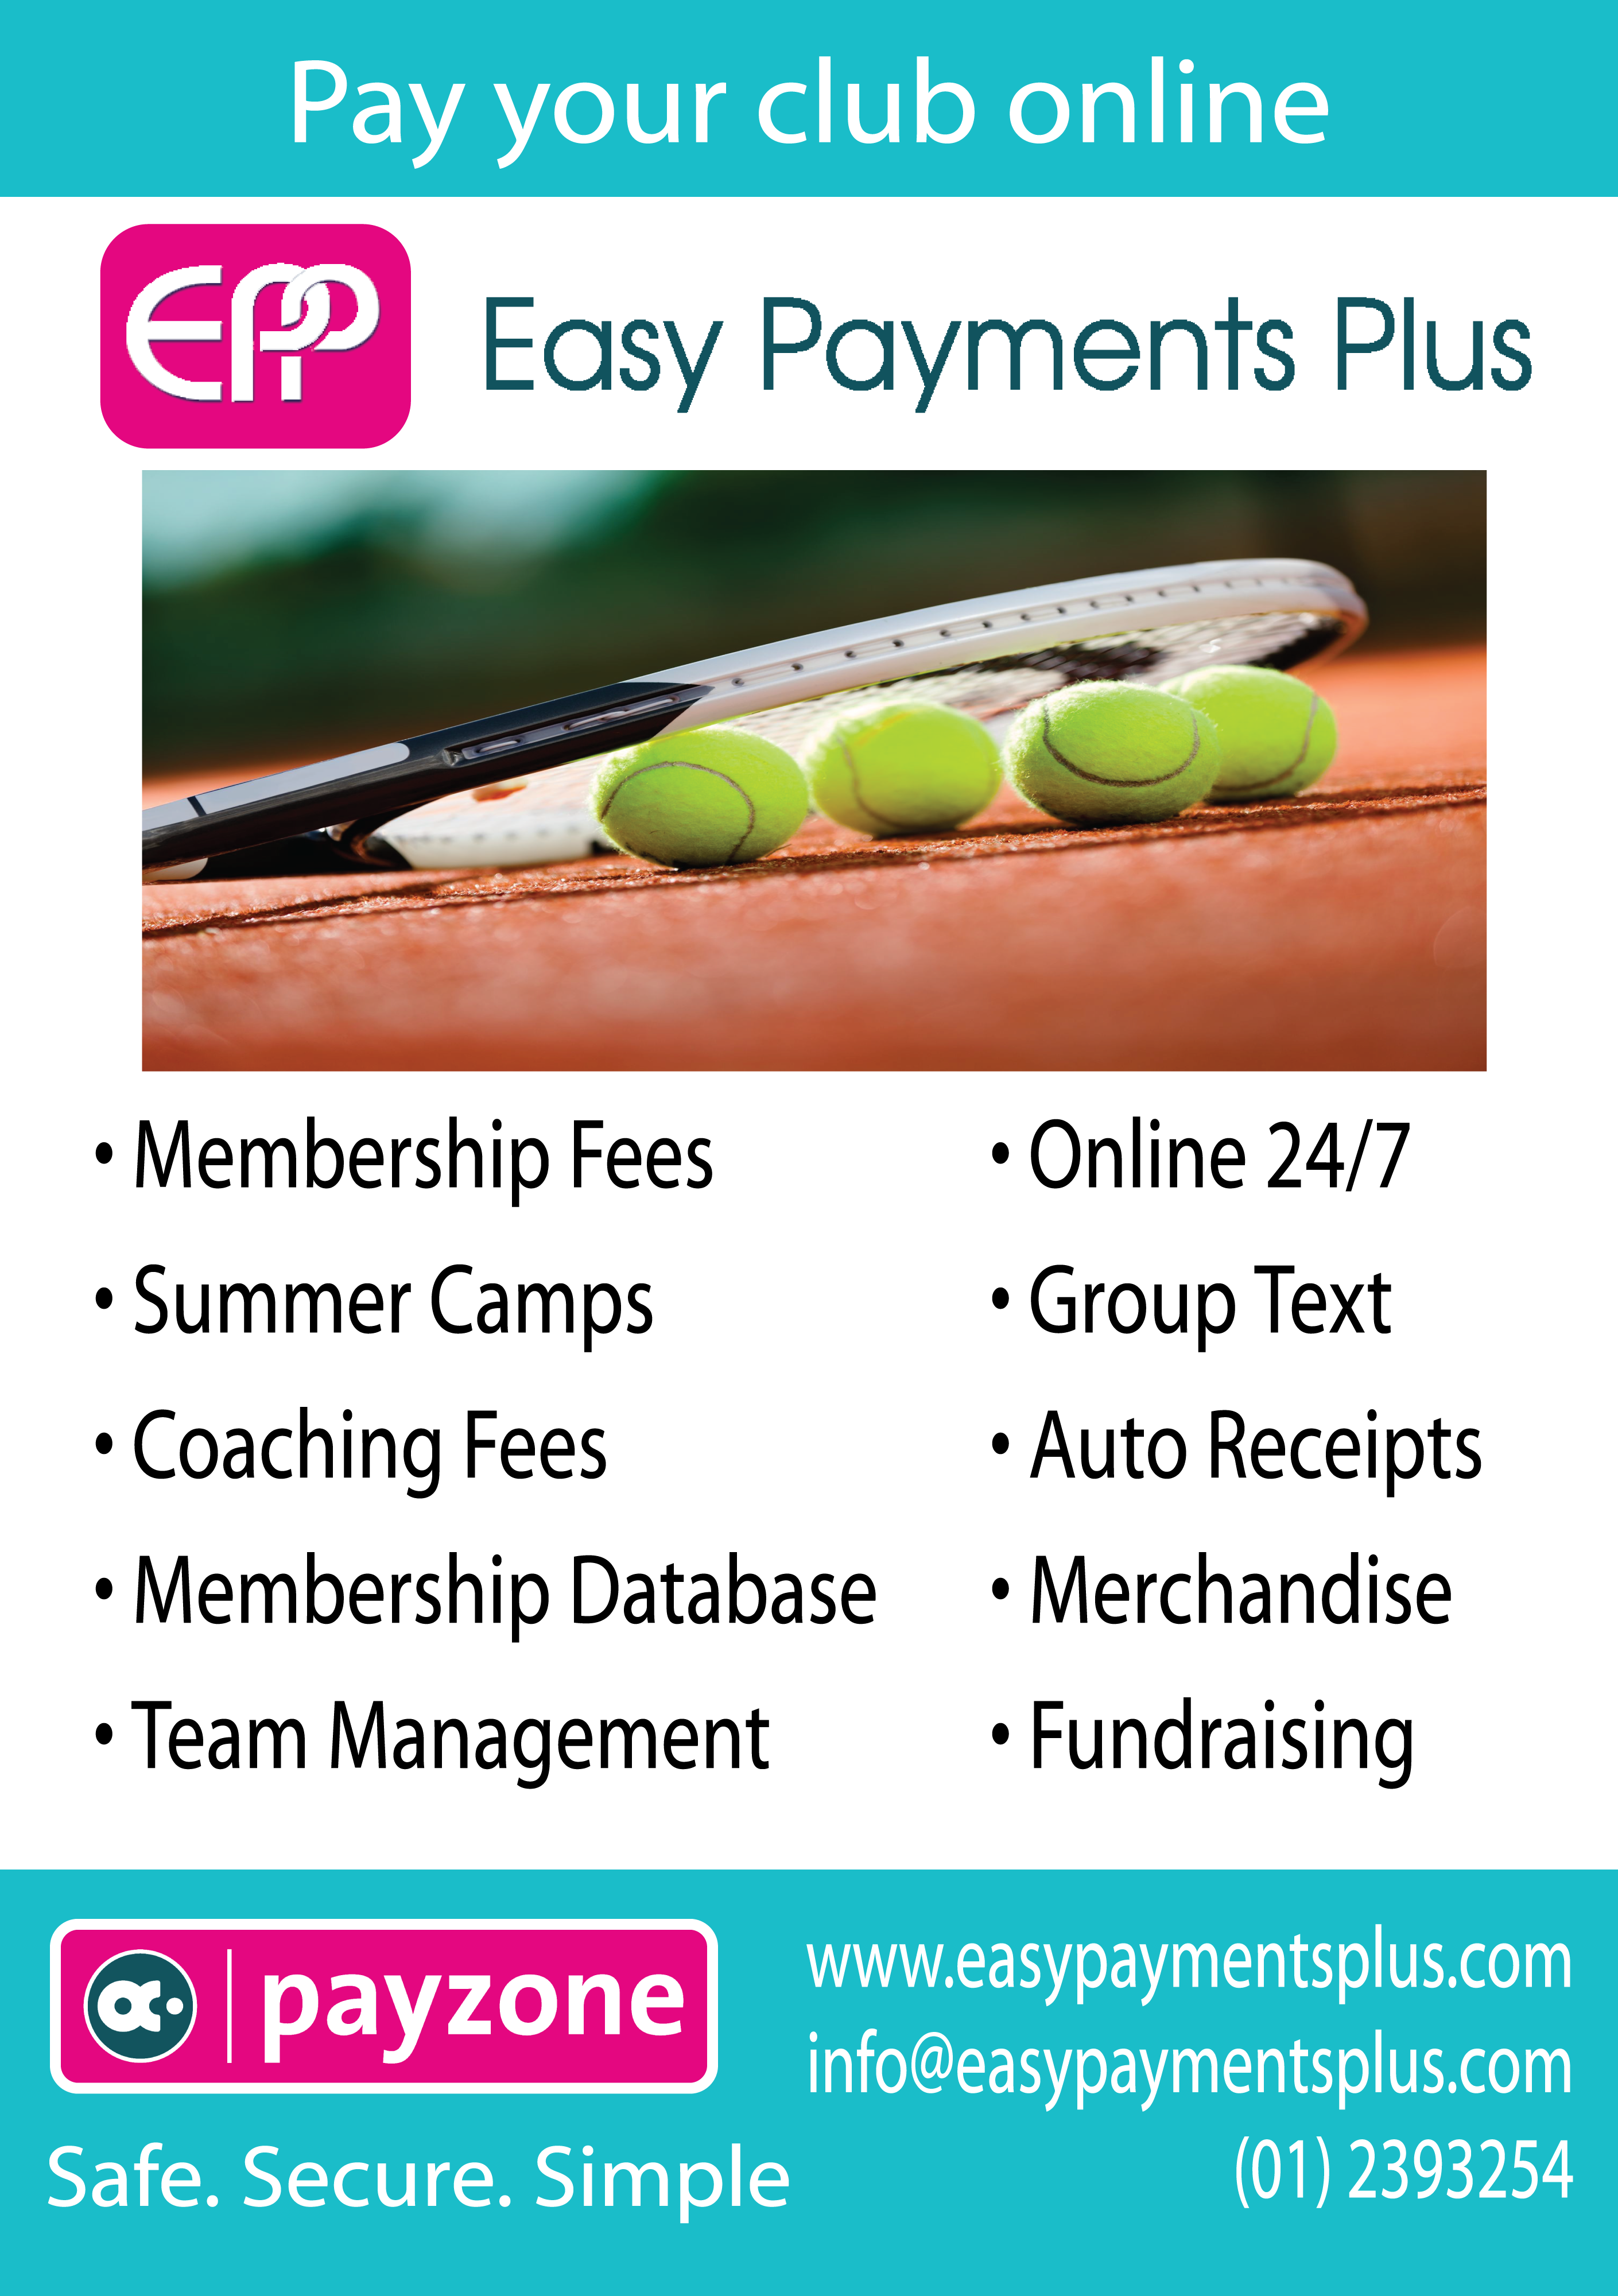 Pay your club online
EPP
Easy Payments Plus
• Membership Fees
• Summer Camps
• Coaching Fees
• Membership Database
• Team Management
• Online 24/7
• Group Text
• Auto Receipts
• Merchandise
• Fundraising
payzone
Safe. Secure. Simple
www.easypaymentsplus.com
info@easypaymentsplus.com
(01) 2393254